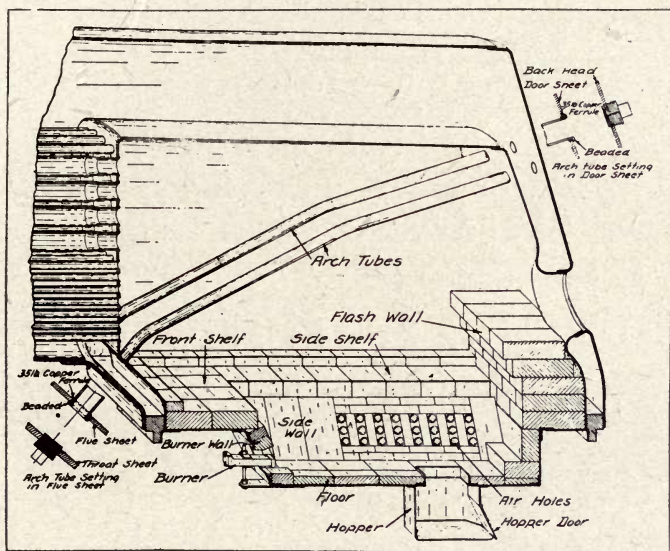 Back Head
Door Sheet
35lb Copper
Ferrule
Beaded
Arch Tube Setting
in Door Sheet
Arch Tubes
Flash Wall
Front Shelf
Side Shelf
35lb Copper
Ferrule
Beaded
Flue Sheet
Throat Sheet
Arch Tube Setting
in Flue Sheet
Side
Wall
Burner Wall
Burner
Floor
Air Holes
Hopper
Hopper Door